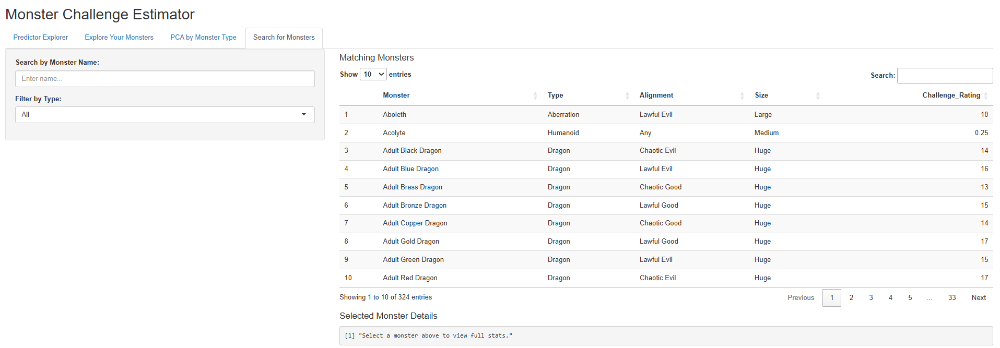 Monster Challenge Estimator
Predictor Explorer Explore Your Monsters PCA by Monster Type Search for Monsters
Search by Monster Name:
Enter name...
Filter by Type:
All
Matching Monsters
Show 10 entries Search:
Monster Type Alignment Size Challenge_Rating
1 Aboleth Aberration Lawful Evil Large 10
2 Acolyte Humanoid Any Medium 0.25
3 Adult Black Dragon Dragon Chaotic Evil Huge 14
4 Adult Blue Dragon Dragon Lawful Evil Huge 16
5 Adult Brass Dragon Dragon Chaotic Good Huge 13
6 Adult Bronze Dragon Dragon Lawful Good Huge 15
7 Adult Copper Dragon Dragon Chaotic Good Huge 14
8 Adult Gold Dragon Dragon Lawful Good Huge 17
9 Adult Green Dragon Dragon Lawful Evil Huge 15
10 Adult Red Dragon Dragon Chaotic Evil Huge 17
Showing 1 to 10 of 324 entries Previous 1 2 3 4 5 ... 33 Next
Selected Monster Details
[1] "Select a monster above to view full stats."